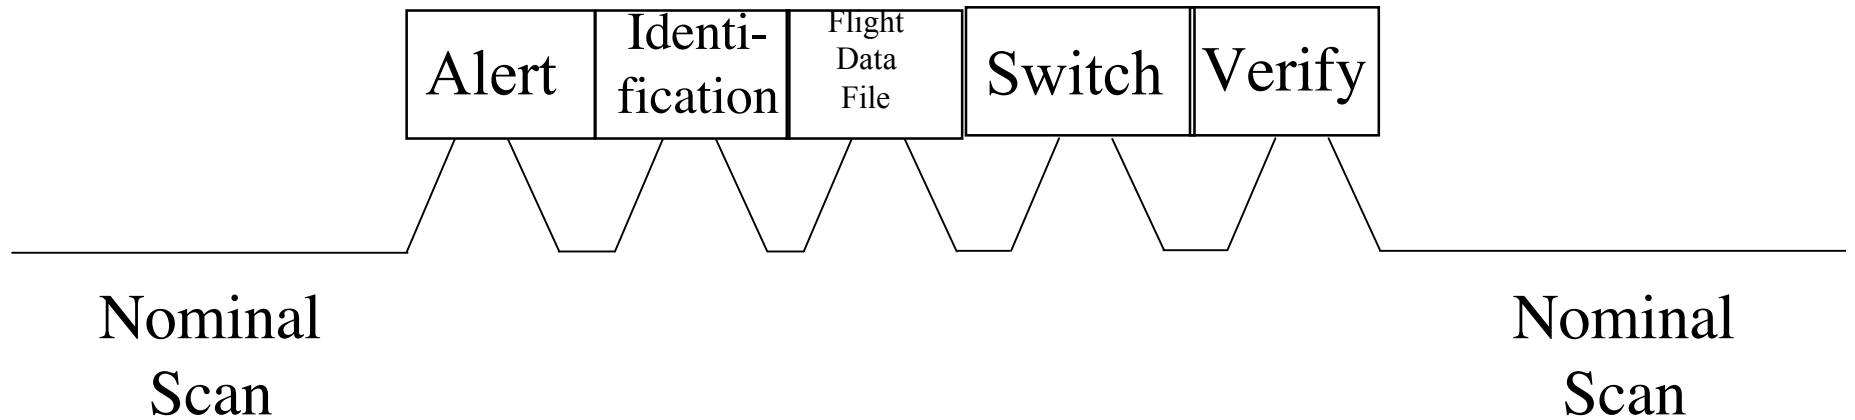 Alert
Identi-
fication
Flight
Data
File
Switch
Verify
Nominal
Scan
Nominal
Scan